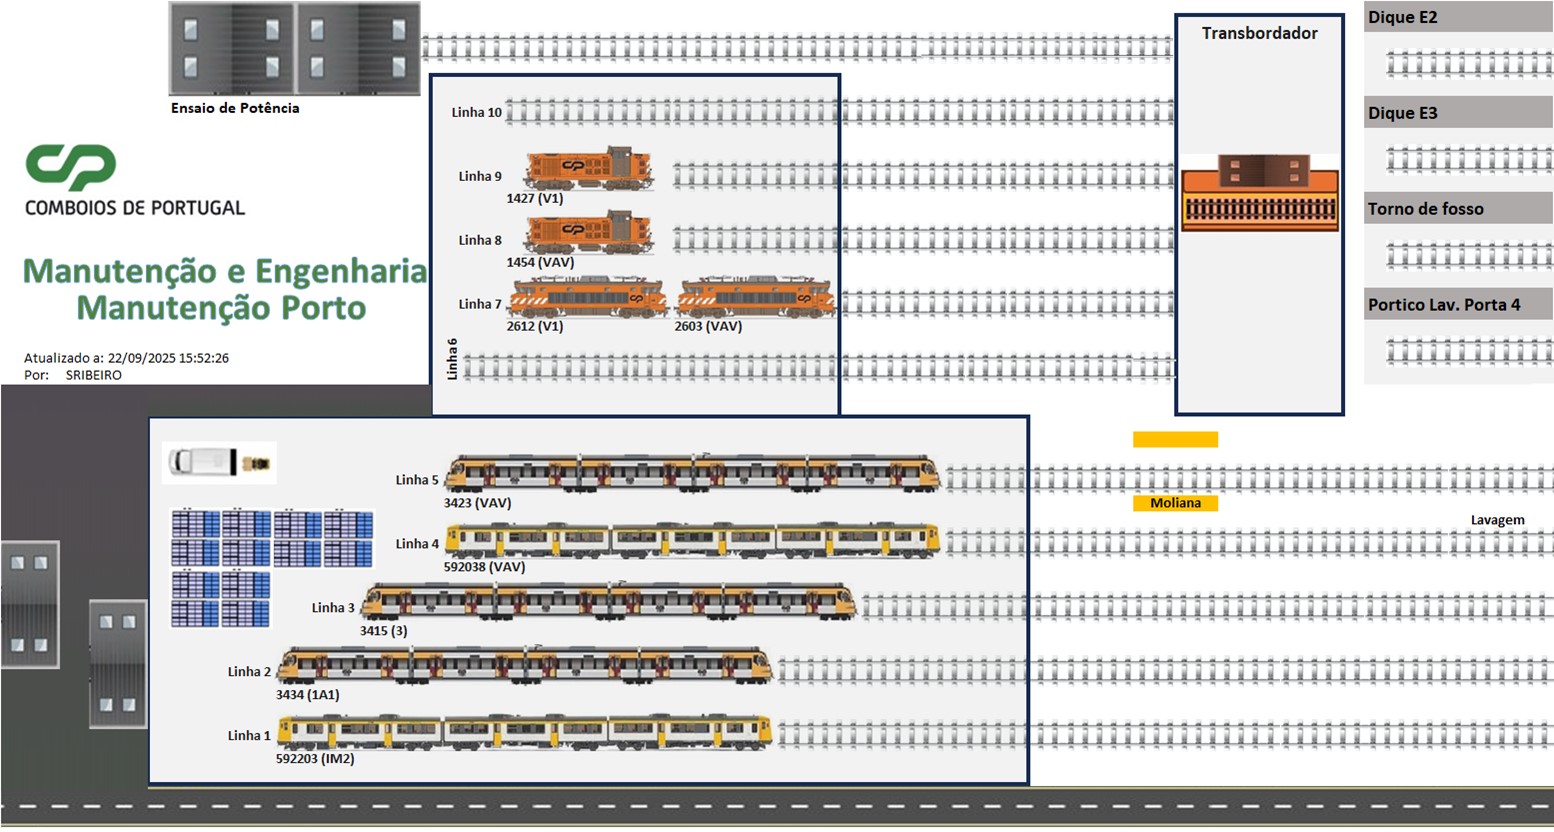 Ensaio de Potência
Transbordador
Dique E2
Dique E3
Torno de fosso
Portico Lav. Porta 4
CP
COMBOIOS DE PORTUGAL
Manutenção e Engenharia
Manutenção Porto
Atualizado a: 22/09/2025 15:52:26
Por: SRIBEIRO
Linha 10
Linha 9
1427 (V1)
Linha 8
1454 (VAV)
Linha 7
2612 (V1) 2603 (VAV)
Linha 6
Linha 5
3423 (VAV)
Moliana
Lavagem
Linha 4
592038 (VAV)
Linha 3
3415 (3)
Linha 2
3434 (1A1)
Linha 1
592203 (IM2)